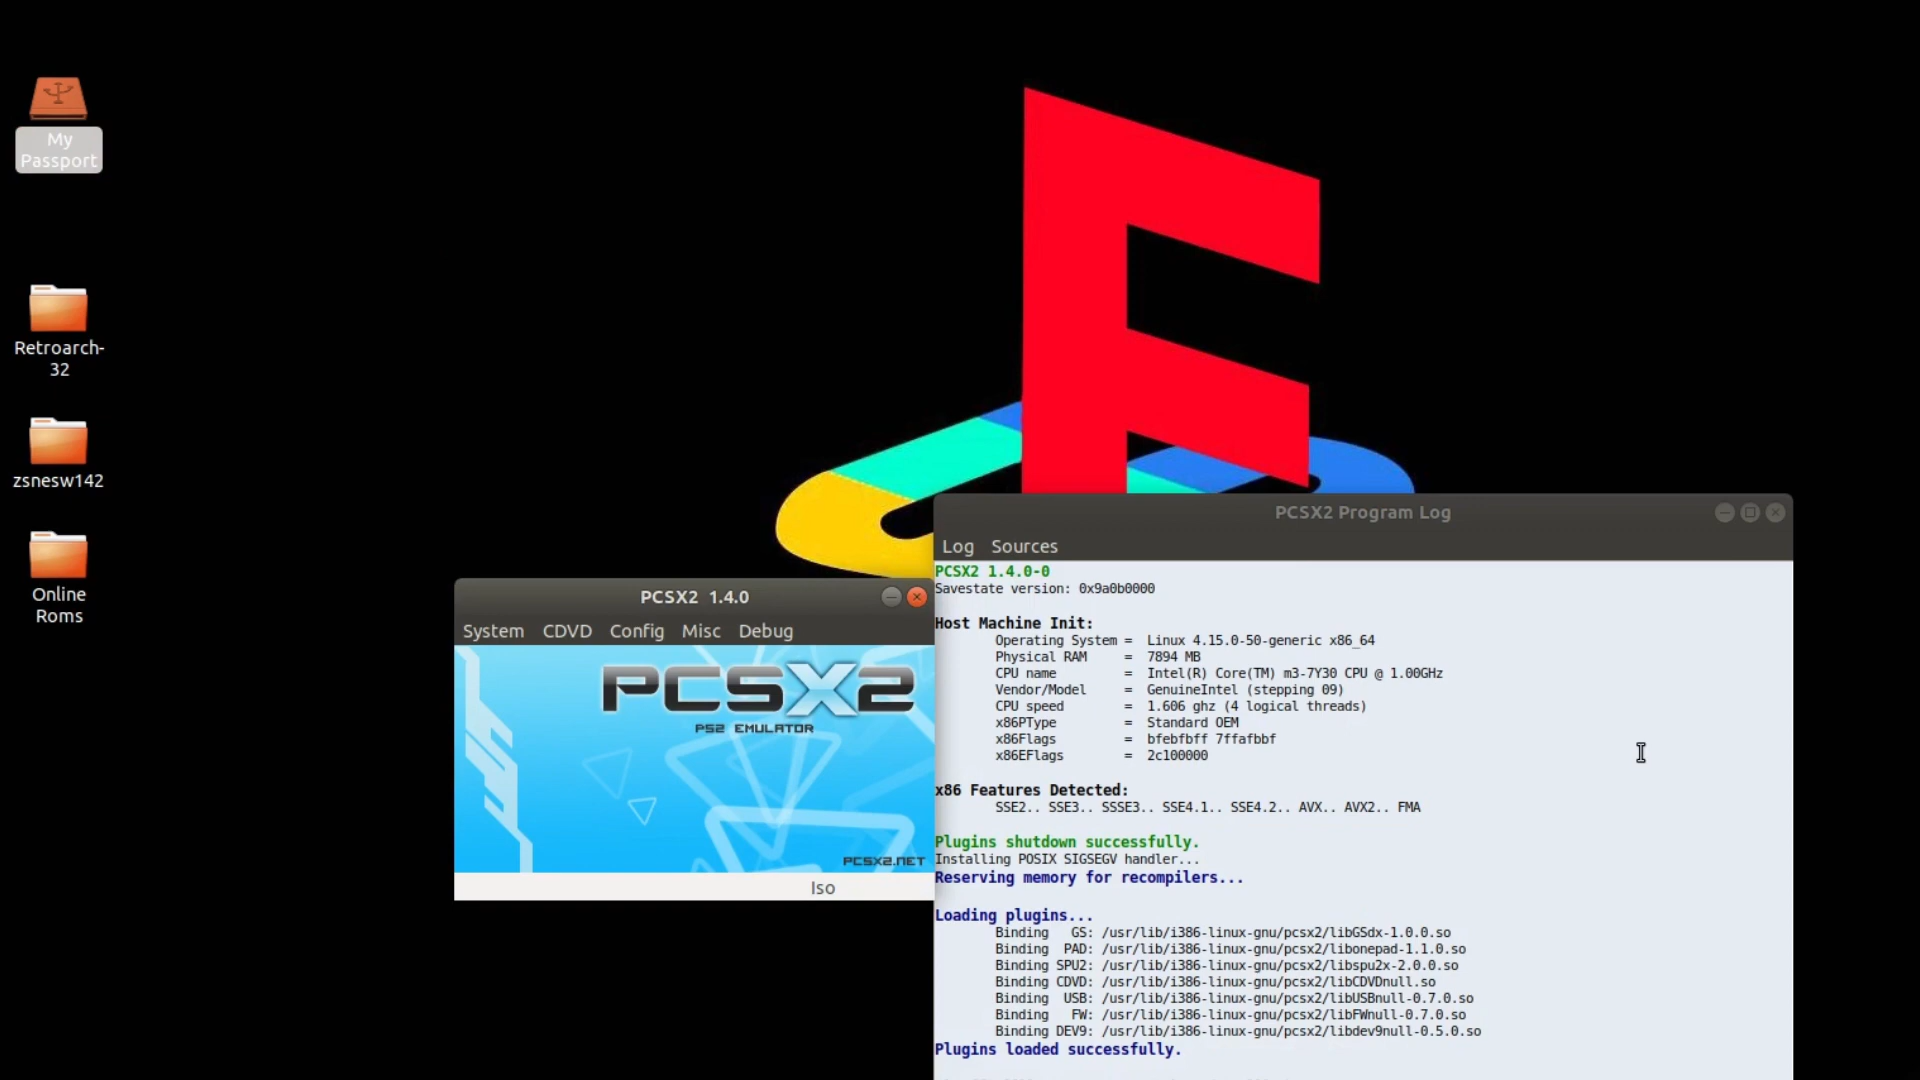 My
Passport
Retroarch-
32
zsnesw142
Online
Roms
PCSX2 1.4.0
System CDVD Config Misc Debug
PCSX2
PS2 EMULATOR
PCSX2.NET
Iso
PCSX2 Program Log
Log Sources
PCSX2 1.4.0-0
Savestate version: 0x9a0b0000
Host Machine Init:
Operating System = Linux 4.15.0-50-generic x86_64
Physical RAM = 7894 MB
CPU name = Intel(R) Core(TM) m3-7Y30 CPU @ 1.00GHz
Vendor/Model = GenuineIntel (stepping 09)
CPU speed = 1.606 ghz (4 logical threads)
x86PType = Standard OEM
x86Flags = bfebfbff 7ffafbbf
x86EFlags = 2c100000
x86 Features Detected:
SSE2.. SSE3.. SSSE3.. SSE4.1.. SSE4.2.. AVX.. AVX2.. FMA
Plugins shutdown successfully.
Installing POSIX SIGSEGV handler...
Reserving memory for recompilers...
Loading plugins...
Binding GS: /usr/lib/i386-linux-gnu/pcsx2/libGSdx-1.0.0.so
Binding PAD: /usr/lib/i386-linux-gnu/pcsx2/libonepad-1.1.0.so
Binding SPU2: /usr/lib/i386-linux-gnu/pcsx2/libspu2x-2.0.0.so
Binding CDVD: /usr/lib/i386-linux-gnu/pcsx2/libCDVDnull.so
Binding USB: /usr/lib/i386-linux-gnu/pcsx2/libUSBnull-0.7.0.so
Binding FW: /usr/lib/i386-linux-gnu/pcsx2/libFWnull-0.7.0.so
Binding DEV9: /usr/lib/i386-linux-gnu/pcsx2/libdev9null-0.5.0.so
Plugins loaded successfully.